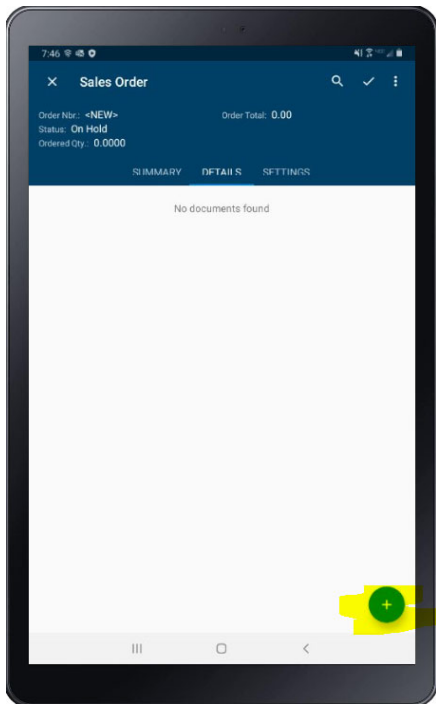 7:46
Sales Order
Order Nbr.: <NEW>
Order Total: 0.00
Status: On Hold
Ordered Qty.: 0.0000
SUMMARY DETAILS SETTINGS
No documents found